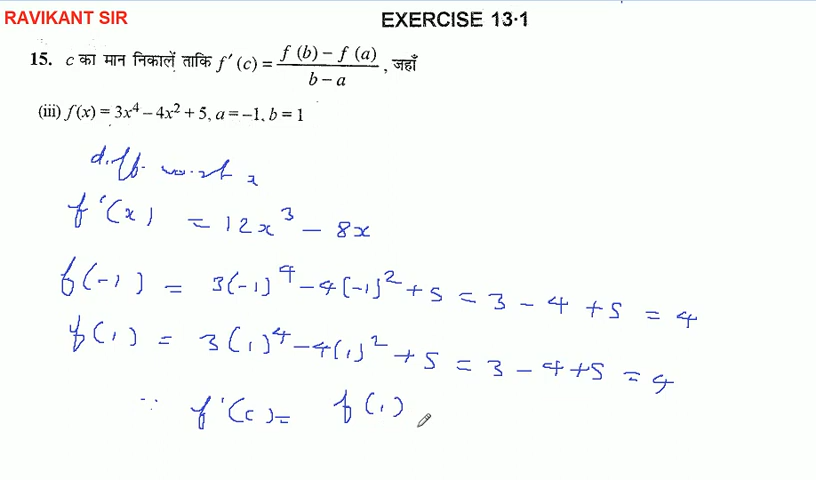 RAVIKANT SIR
EXERCISE 13·1
15. c का मान निकालें ताकि f′(c) = f(b) – f(a) / b – a , जहाँ
(iii) f(x) = 3x⁴ – 4x² + 5, a = –1, b = 1
diff. w.r.t x
f'(x) = 12x³ – 8x
f(-1) = 3(-1)⁴ – 4(-1)² + 5 = 3 – 4 + 5 = 4
f(1) = 3(1)⁴ – 4(1)² + 5 = 3 – 4 + 5 = 4
∵ f'(c) = f(1)